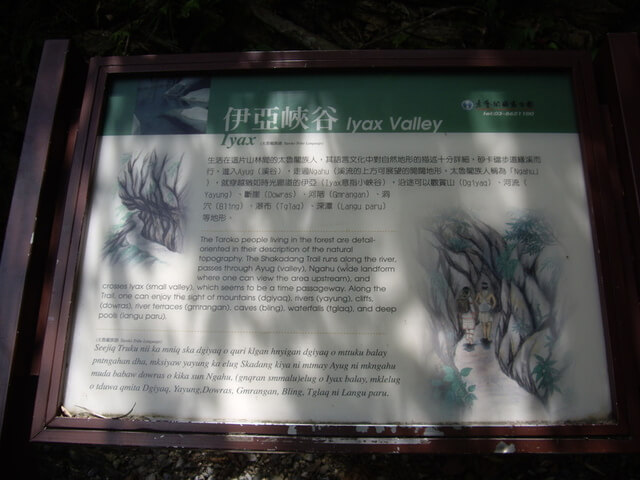 伊亞峽谷 Iyax Valley
Iyax
tel:03-8621100
生活在這片山林間的太魯閣族人，其語言文化中對自然地形的描述十分詳細。砂卡礑步道纏溪而
行，進入Ayug（溪谷），走過Ngahu（溪流的上方可展望的開闊地形。太魯閣族人稱為「Ngahu」
），就穿越猶如時光廊道的伊亞（Iyax意指小峽谷），沿途可以觀賞山（Dgiyaq）、河流（
Yayung）、斷崖（Dowras）、河階（Gmrangan）、洞
穴（Bling）、瀑布（Tglaq）、深潭（Langu paru）
等地形。
The Taroko people living in the forest are detail-
oriented in their description of the natural
topography. The Shakadang Trail runs along the river,
passes through Ayug (valley), Ngahu (wide landform
where one can view the area upstream), and
crosses Iyax (small valley), which seems to be a time passageway. Along the
Trail, one can enjoy the sight of mountains (dgiyaq), rivers (yayung), cliffs,
(dowras), river terraces (gmrangan), caves (bling), waterfalls (tglaq), and deep
pools (langu paru).
Seejiq Truku nii ka mniq ska dgiyaq o quri klgan hnyigan dgiyaq o mttuku balay
pntngahan dha, mksiyaw yayung ka elug Skadang kiya ni mtmay Ayug ni mkngahu
muda babaw dowras o kika sun Ngahu, (gnqran smmalu)elug o Iyax balay, mklelug
o tduwa qmita Dgiyaq, Yayung,Dowras, Gmrangan, Bling, Tglaq ni Langu paru.